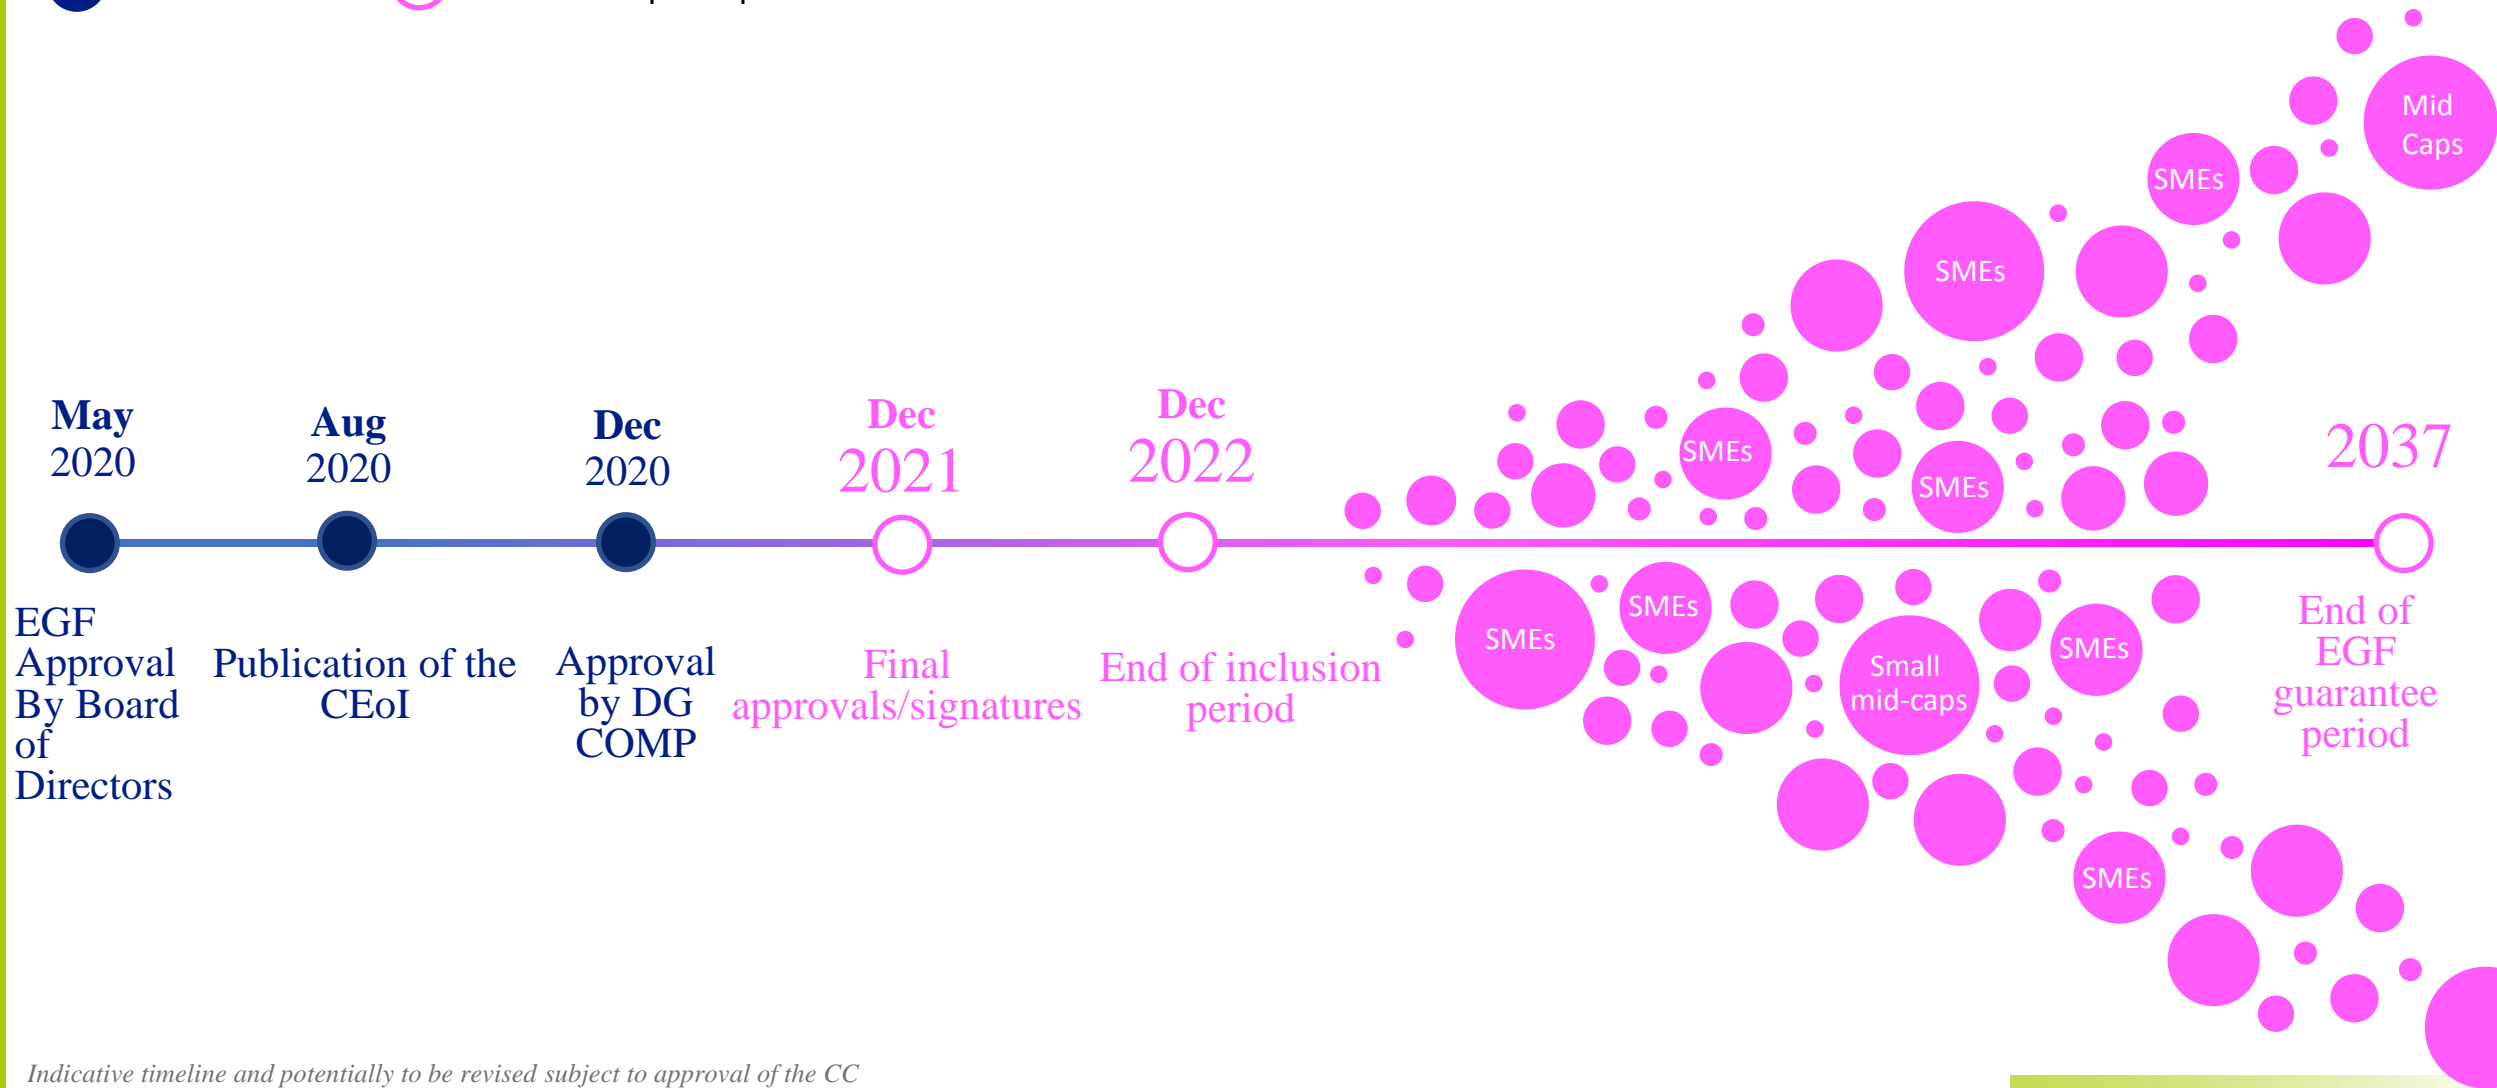 Mid
Caps
SMEs
SMEs
May
2020
Aug
2020
Dec
2020
Dec
2021
Dec
2022
SMEs
SMEs
2037
EGF
Approval
By Board
of
Directors
Publication of the
CEoI
Approval
by DG
COMP
Final
approvals/signatures
End of inclusion
period
SMEs
SMEs
Small
mid-caps
SMEs
SMEs
End of
EGF
guarantee
period
Indicative timeline and potentially to be revised subject to approval of the CC